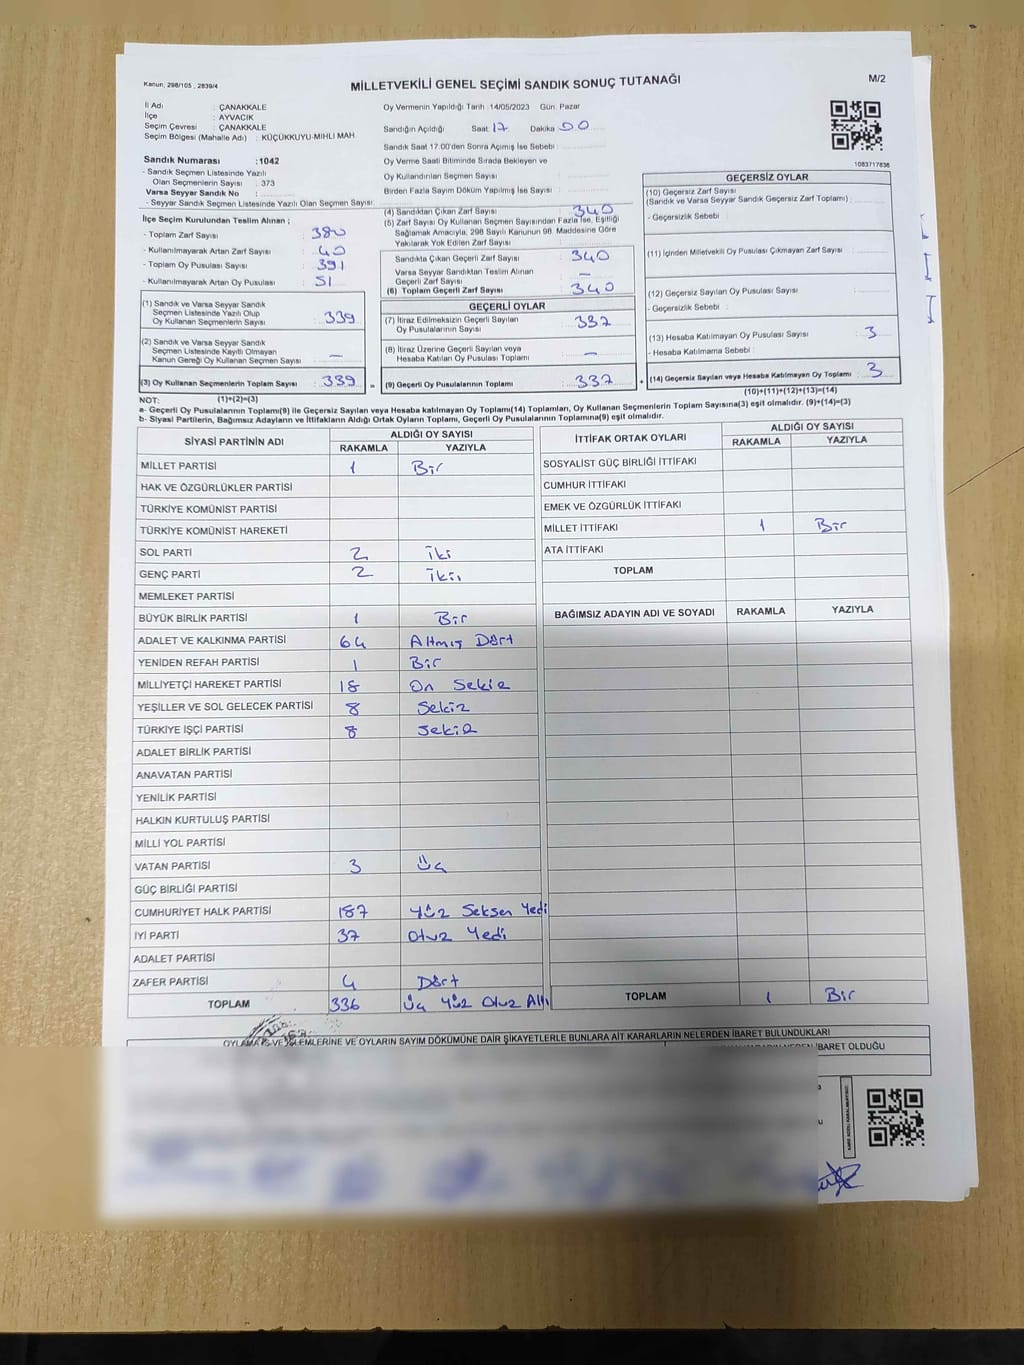 Kanun, 298/105 , 2839/4
MİLLETVEKİLİ GENEL SEÇİMİ SANDIK SONUÇ TUTANAĞI
M/2
İl Adı : ÇANAKKALE
İlçe : AYVACIK
Seçim Çevresi : ÇANAKKALE
Seçim Bölgesi (Mahalle Adı) : KÜÇÜKKUYU-MIHLI MAH.
Sandık Numarası :1042
- Sandık Seçmen Listesinde Yazılı
Olan Seçmenlerin Sayısı : 373
Varsa Seyyar Sandık No :
- Seyyar Sandık Seçmen Listesinde Yazılı Olan Seçmen Sayısı:
Oy Vermenin Yapıldığı Tarih :14/05/2023 Gün: Pazar
Sandığın Açıldığı Saat: 17 Dakika 00
Sandık Saat 17.00'den Sonra Açılmış İse Sebebi :
Oy Verme Saati Bitiminde Sırada Bekleyen ve
Oy Kullandırılan Seçmen Sayısı :
Birden Fazla Sayım Döküm Yapılmış İse Sayısı :
1083717836
İlçe Seçim Kurulundan Teslim Alınan ;
- Toplam Zarf Sayısı : 380
- Kullanılmayarak Artan Zarf Sayısı : 40
- Toplam Oy Pusulası Sayısı : 391
- Kullanılmayarak Artan Oy Pusulası : 51
(1) Sandık ve Varsa Seyyar Sandık
Seçmen Listesinde Yazılı Olup
Oy Kullanan Seçmenlerin Sayısı : 339
(2) Sandık ve Varsa Seyyar Sandık
Seçmen Listesinde Kayıtlı Olmayan
Kanun Gereği Oy Kullanan Seçmen Sayısı : –
(3) Oy Kullanan Seçmenlerin Toplam Sayısı : 339 =
(4) Sandıktan Çıkan Zarf Sayısı : 340
(5) Zarf Sayısı Oy Kullanan Seçmen Sayısından Fazla İse, Eşitliği
Sağlamak Amacıyla, 298 Sayılı Kanunun 98. Maddesine Göre
Yakılarak Yok Edilen Zarf Sayısı :
Sandıkta Çıkan Geçerli Zarf Sayısı : 340
Varsa Seyyar Sandıktan Teslim Alınan
Geçerli Zarf Sayısı : –
(6) Toplam Geçerli Zarf Sayısı : 340
GEÇERLİ OYLAR
(7) İtiraz Edilmeksizin Geçerli Sayılan
Oy Pusulalarının Sayısı : 337
(8) İtiraz Üzerine Geçerli Sayılan veya
Hesaba Katılan Oy Pusulası Toplamı : –
(9) Geçerli Oy Pusulalarının Toplamı : 337 +
GEÇERSİZ OYLAR
(10) Geçersiz Zarf Sayısı
(Sandık ve Varsa Seyyar Sandık Geçersiz Zarf Toplamı) :
- Geçersizlik Sebebi :
(11) İçinden Milletvekili Oy Pusulası Çıkmayan Zarf Sayısı :
(12) Geçersiz Sayılan Oy Pusulası Sayısı :
- Geçersizlik Sebebi :
(13) Hesaba Katılmayan Oy Pusulası Sayısı : 3
- Hesaba Katılmama Sebebi :
(14) Geçersiz Sayılan veya Hesaba Katılmayan Oy Toplamı : 3
NOT: (1)+(2)=(3) (10)+(11)+(12)+(13)=(14)
a- Geçerli Oy Pusulalarının Toplamı(9) ile Geçersiz Sayılan veya Hesaba katılmayan Oy Toplamı(14) Toplamları, Oy Kullanan Seçmenlerin Toplam Sayısına(3) eşit olmalıdır. (9)+(14)=(3)
b- Siyasi Partilerin, Bağımsız Adayların ve İttifakların Aldığı Ortak Oyların Toplamı, Geçerli Oy Pusulalarının Toplamına(9) eşit olmalıdır.
SİYASİ PARTİNİN ADI ALDIĞI OY SAYISI
RAKAMLA YAZIYLA
MİLLET PARTİSİ 1 Bir
HAK VE ÖZGÜRLÜKLER PARTİSİ
TÜRKİYE KOMÜNİST PARTİSİ
TÜRKİYE KOMÜNİST HAREKETİ
SOL PARTİ 2 iki
GENÇ PARTİ 2 iki
MEMLEKET PARTİSİ
BÜYÜK BİRLİK PARTİSİ 1 Bir
ADALET VE KALKINMA PARTİSİ 64 Altmış Dört
YENİDEN REFAH PARTİSİ 1 Bir
MİLLİYETÇİ HAREKET PARTİSİ 18 On Sekiz
YEŞİLLER VE SOL GELECEK PARTİSİ 8 Sekiz
TÜRKİYE İŞÇİ PARTİSİ 8 Sekiz
ADALET BİRLİK PARTİSİ
ANAVATAN PARTİSİ
YENİLİK PARTİSİ
HALKIN KURTULUŞ PARTİSİ
MİLLİ YOL PARTİSİ
VATAN PARTİSİ 3 Üç
GÜÇ BİRLİĞİ PARTİSİ
CUMHURİYET HALK PARTİSİ 187 Yüz Seksen Yedi
İYİ PARTİ 37 Otuz Yedi
ADALET PARTİSİ
ZAFER PARTİSİ 4 Dört
TOPLAM 336 Üç Yüz Otuz Altı
İTTİFAK ORTAK OYLARI ALDIĞI OY SAYISI
RAKAMLA YAZIYLA
SOSYALİST GÜÇ BİRLİĞİ İTTİFAKI
CUMHUR İTTİFAKI
EMEK VE ÖZGÜRLÜK İTTİFAKI
MİLLET İTTİFAKI 1 Bir
ATA İTTİFAKI
TOPLAM
BAĞIMSIZ ADAYIN ADI VE SOYADI RAKAMLA YAZIYLA
TOPLAM 1 Bir
OYLAMA İŞ VE İŞLEMLERİNE VE OYLARIN SAYIM DÖKÜMÜNE DAİR ŞİKAYETLERLE BUNLARA AİT KARARLARIN NELERDEN İBARET BULUNDUKLARI
İBARET OLDUĞU